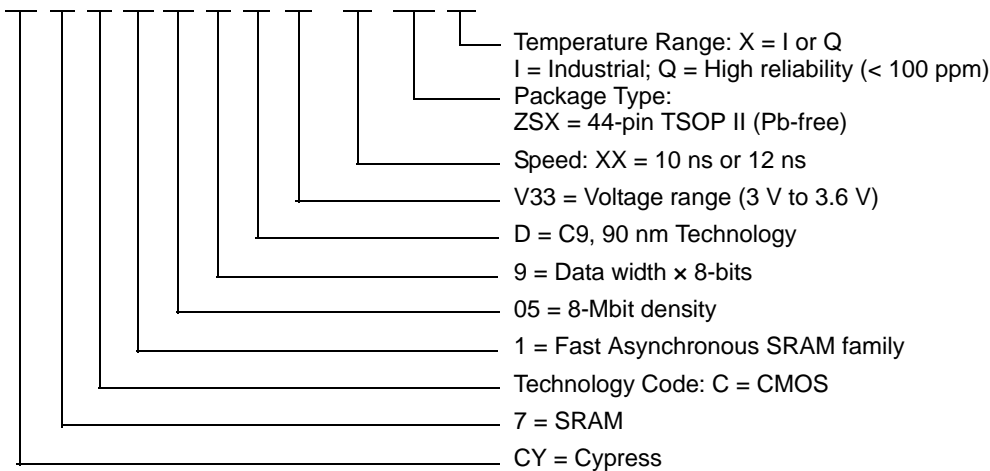 Temperature Range: X = I or Q
I = Industrial; Q = High reliability (< 100 ppm)
Package Type:
ZSX = 44-pin TSOP II (Pb-free)
Speed: XX = 10 ns or 12 ns
V33 = Voltage range (3 V to 3.6 V)
D = C9, 90 nm Technology
9 = Data width × 8-bits
05 = 8-Mbit density
1 = Fast Asynchronous SRAM family
Technology Code: C = CMOS
7 = SRAM
CY = Cypress